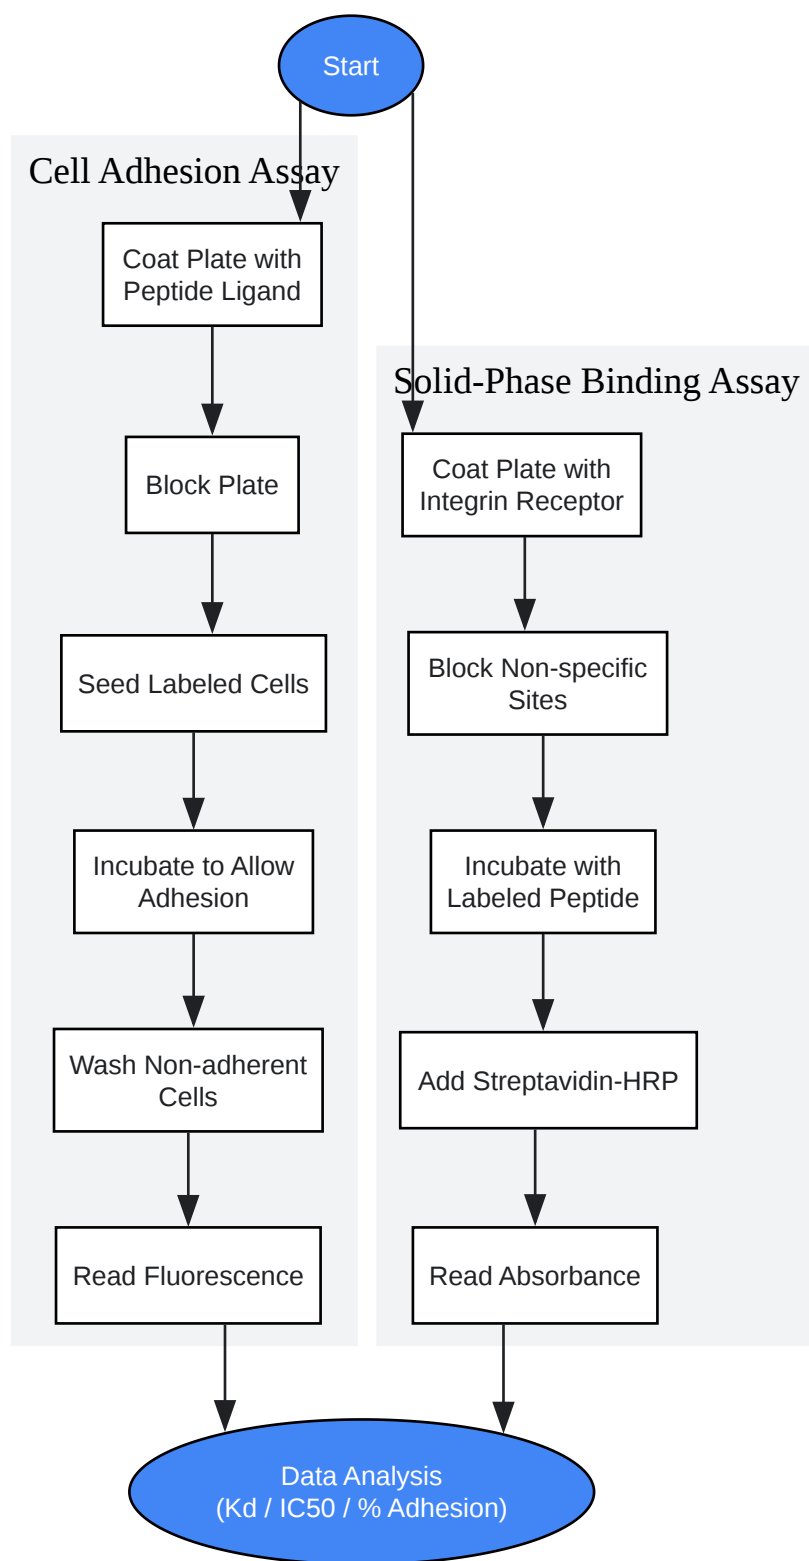 Start
Cell Adhesion Assay
Coat Plate with
Peptide Ligand
Block Plate
Seed Labeled Cells
Incubate to Allow
Adhesion
Wash Non-adherent
Cells
Read Fluorescence
Solid-Phase Binding Assay
Coat Plate with
Integrin Receptor
Block Non-specific
Sites
Incubate with
Labeled Peptide
Add Streptavidin-HRP
Read Absorbance
Data Analysis
(Kd / IC50 / % Adhesion)